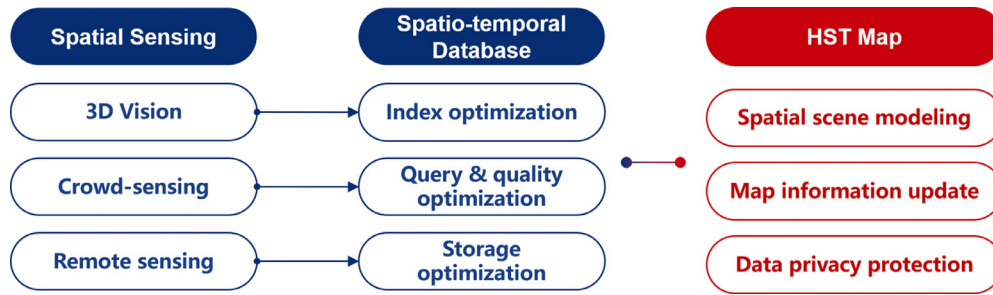 Spatial Sensing
Spatio-temporal
Database
HST Map
3D Vision
Index optimization
Spatial scene modeling
Crowd-sensing
Query & quality
optimization
Map information update
Remote sensing
Storage
optimization
Data privacy protection